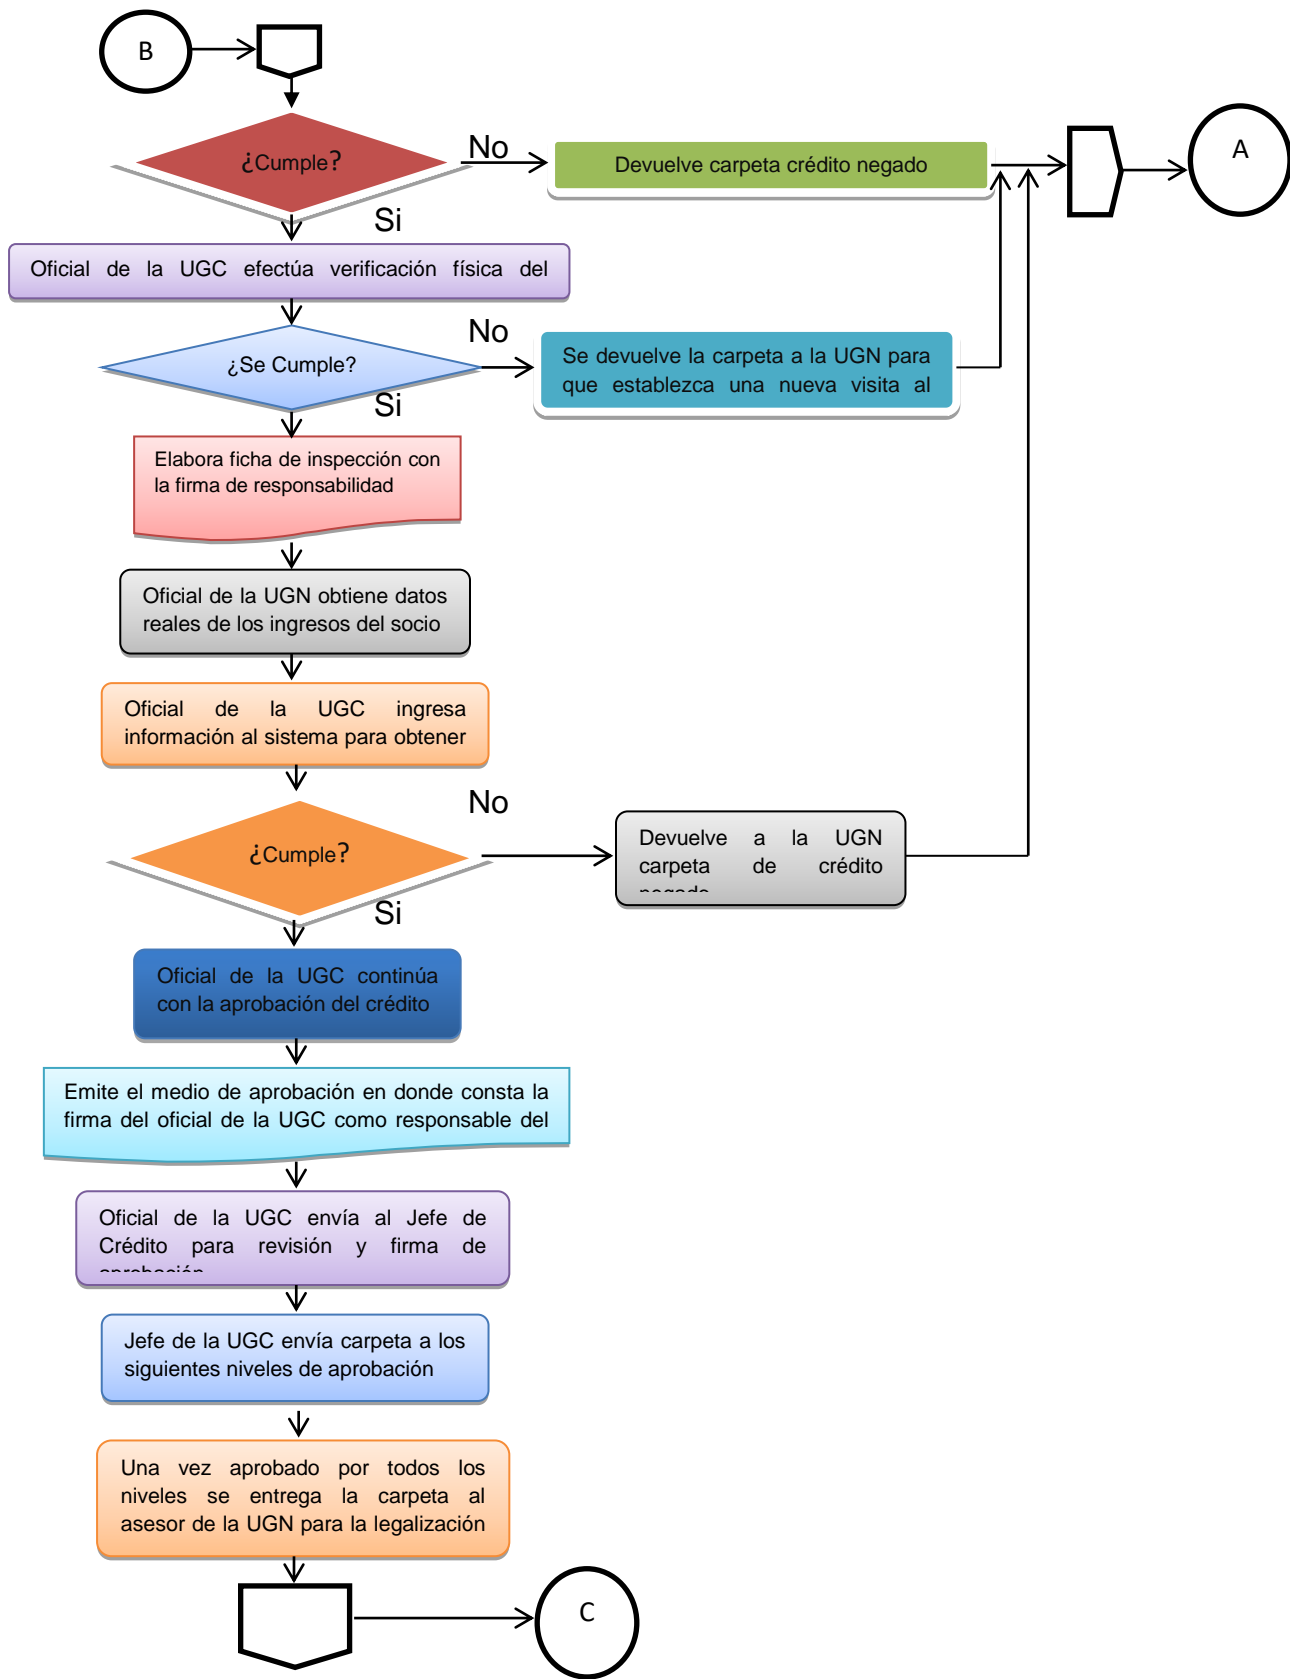 B
A
¿Cumple?
No
Devuelve carpeta crédito negado
Si
Oficial de la UGC efectúa verificación física del
No
¿Se Cumple?
Se devuelve la carpeta a la UGN para
que establezca una nueva visita al
Si
Elabora ficha de inspección con
la firma de responsabilidad
Oficial de la UGN obtiene datos
reales de los ingresos del socio
Oficial de la UGC ingresa
información al sistema para obtener
No
¿Cumple?
Devuelve a la UGN
carpeta de crédito
negado
Si
Oficial de la UGC continúa
con la aprobación del crédito
Emite el medio de aprobación en donde consta la
firma del oficial de la UGC como responsable del
Oficial de la UGC envía al Jefe de
Crédito para revisión y firma de
aprobación
Jefe de la UGC envía carpeta a los
siguientes niveles de aprobación
Una vez aprobado por todos los
niveles se entrega la carpeta al
asesor de la UGN para la legalización
C